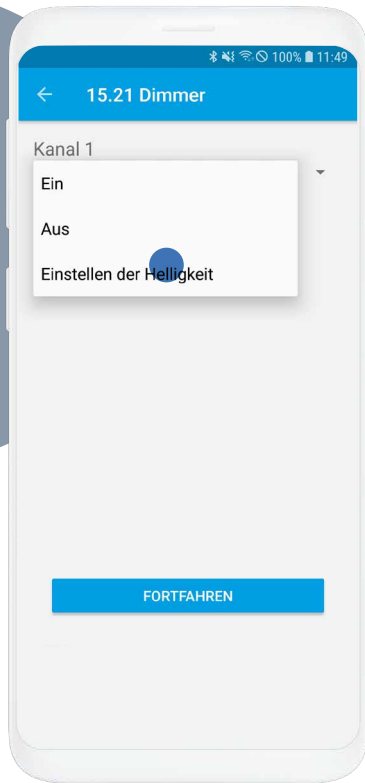 100% 11:49
15.21 Dimmer
Kanal 1
Ein
Aus
Einstellen der Helligkeit
FORTFAHREN